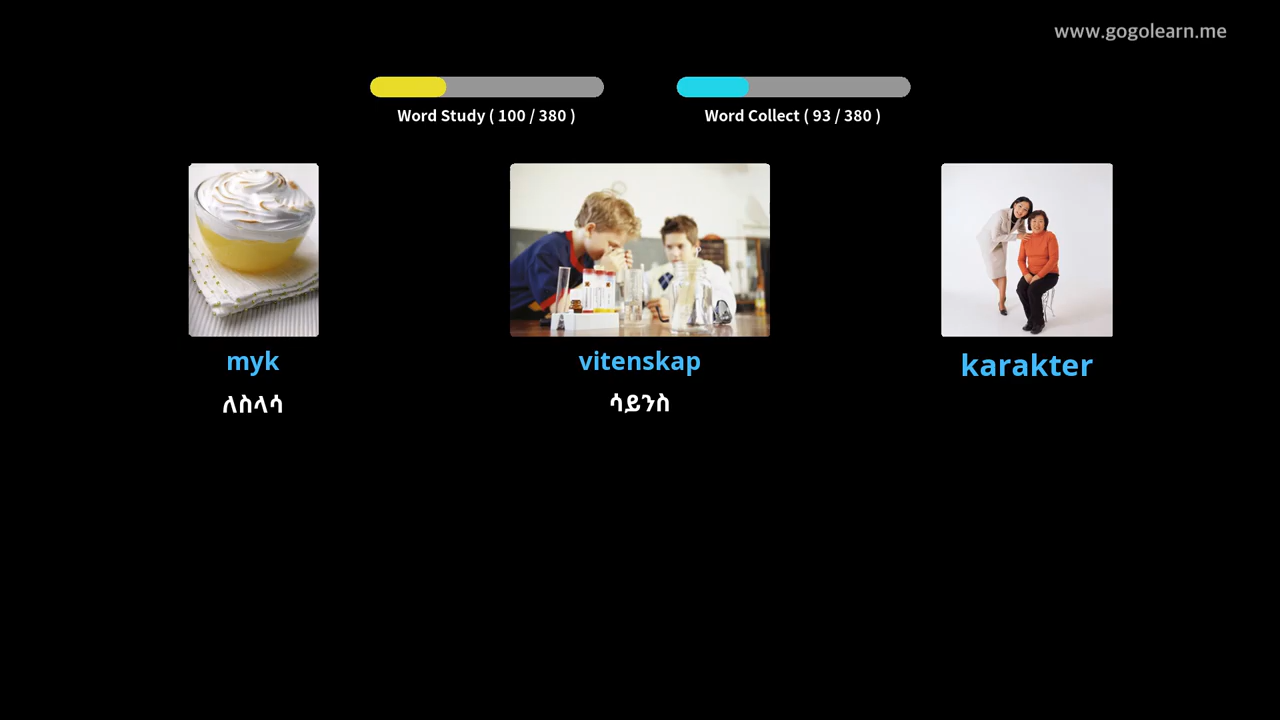 www.gogolearn.me
Word Study ( 100 / 380 )
Word Collect ( 93 / 380 )
myk
ለስላሳ
vitenskap
ሳይንስ
karakter